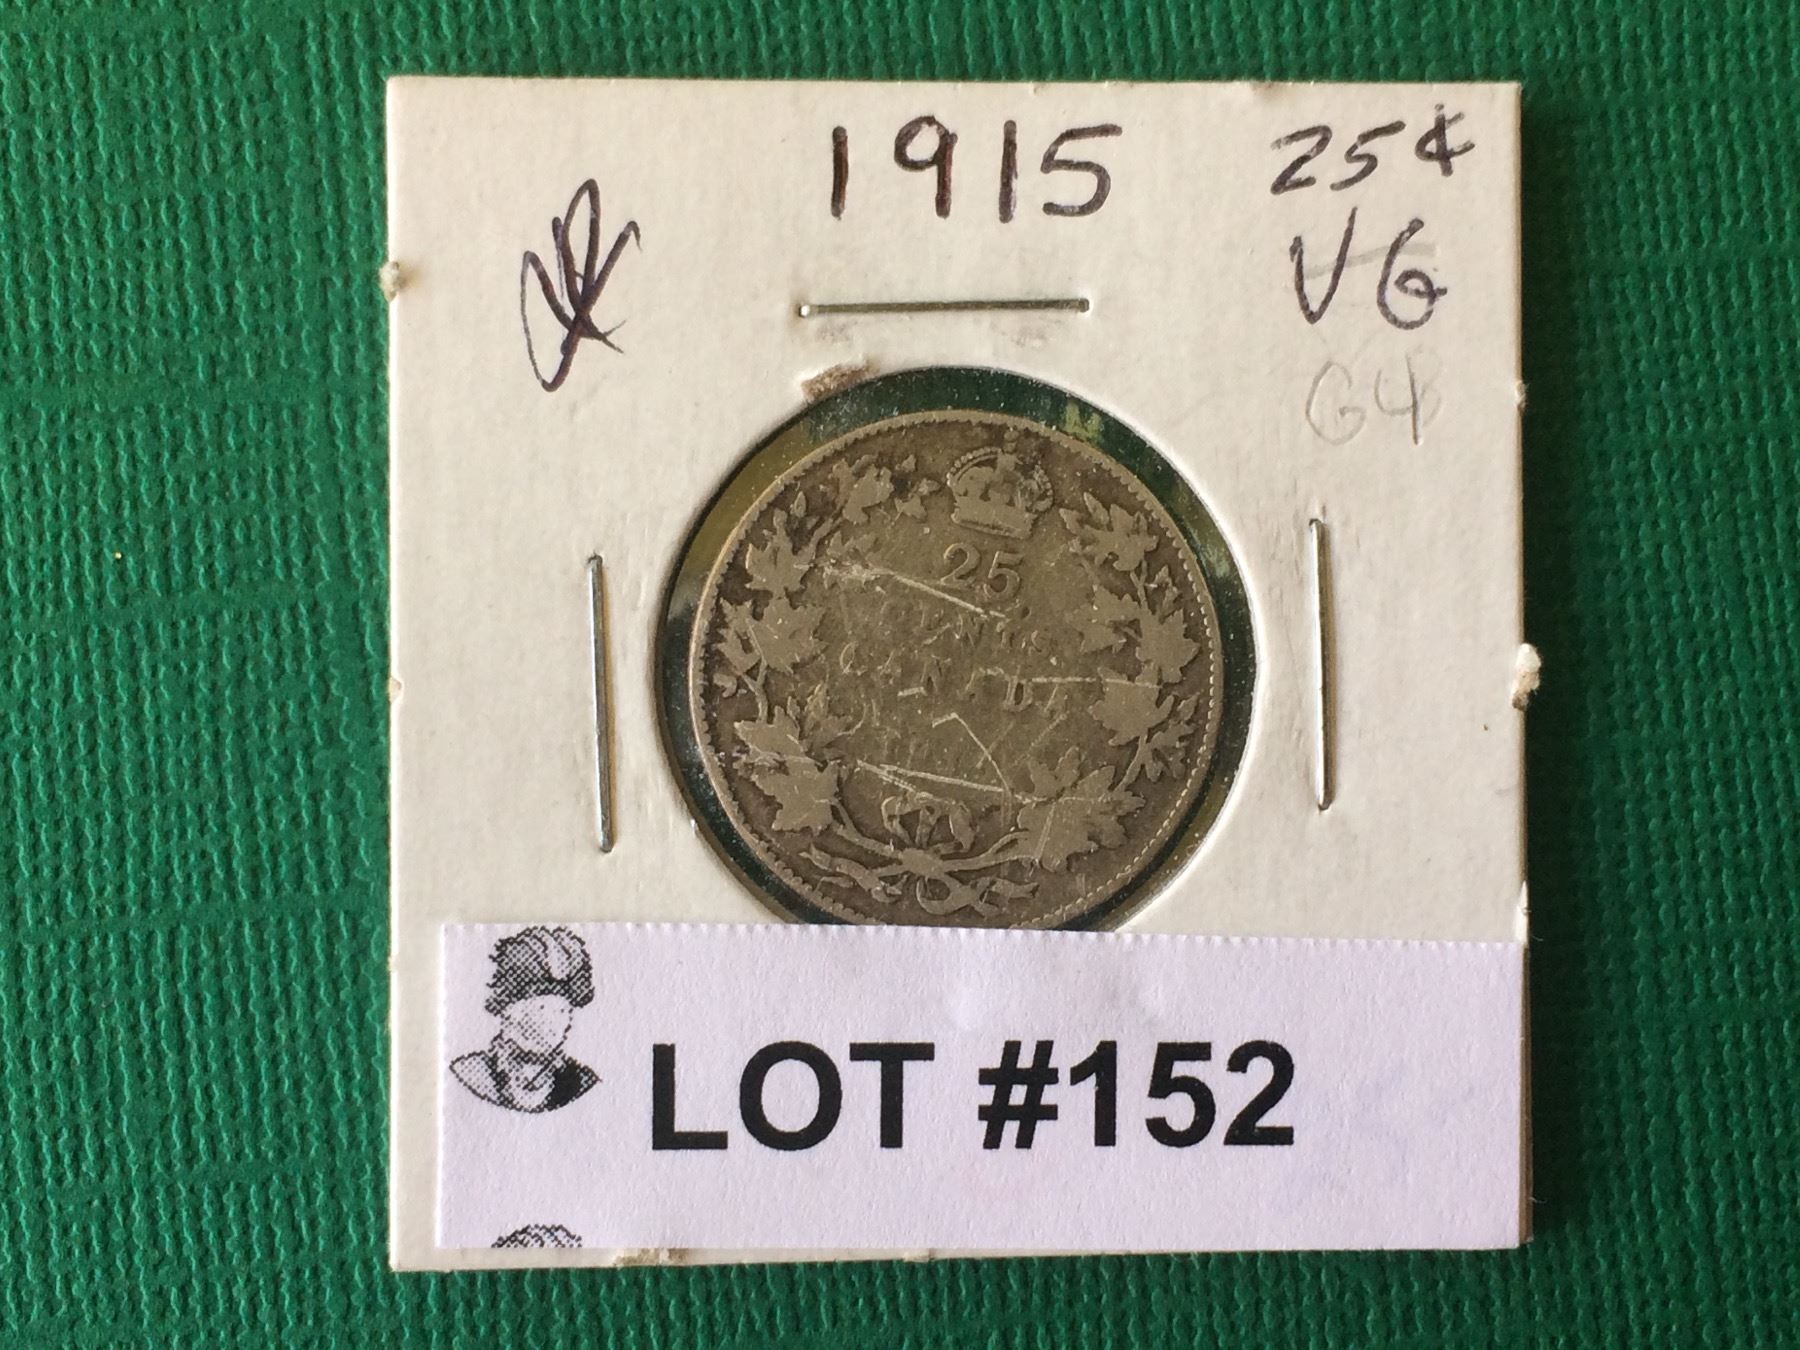 1915 25¢
VG
G4
25
CENTS
CANADA
LOT #152